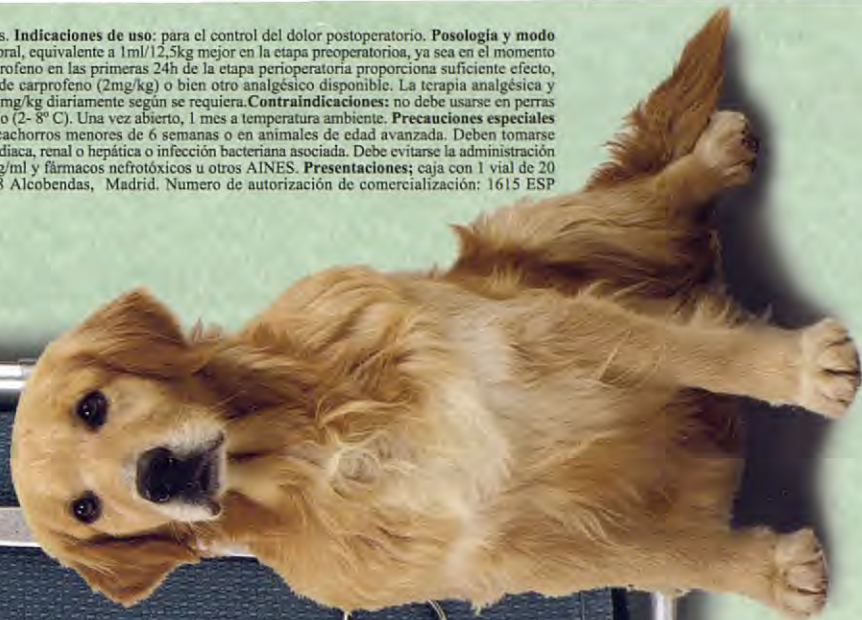 s. Indicaciones de uso: para el control del dolor postoperatorio. Posología y modo
oral, equivalente a 1ml/12,5kg mejor en la etapa preoperatorioa, ya sea en el momento
rofeno en las primeras 24h de la etapa perioperatoria proporciona suficiente efecto,
de carprofeno (2mg/kg) o bien otro analgésico disponible. La terapia analgésica y
mg/kg diariamente según se requiera.Contraindicaciones: no debe usarse en perras
o (2- 8º C). Una vez abierto, 1 mes a temperatura ambiente. Precauciones especiales
cachorros menores de 6 semanas o en animales de edad avanzada. Deben tomarse
diaca, renal o hepática o infección bacteriana asociada. Debe evitarse la administración
g/ml y fármacos nefrotóxicos u otros AINES. Presentaciones; caja con 1 vial de 20
8 Alcobendas, Madrid. Numero de autorización de comercialización: 1615 ESP